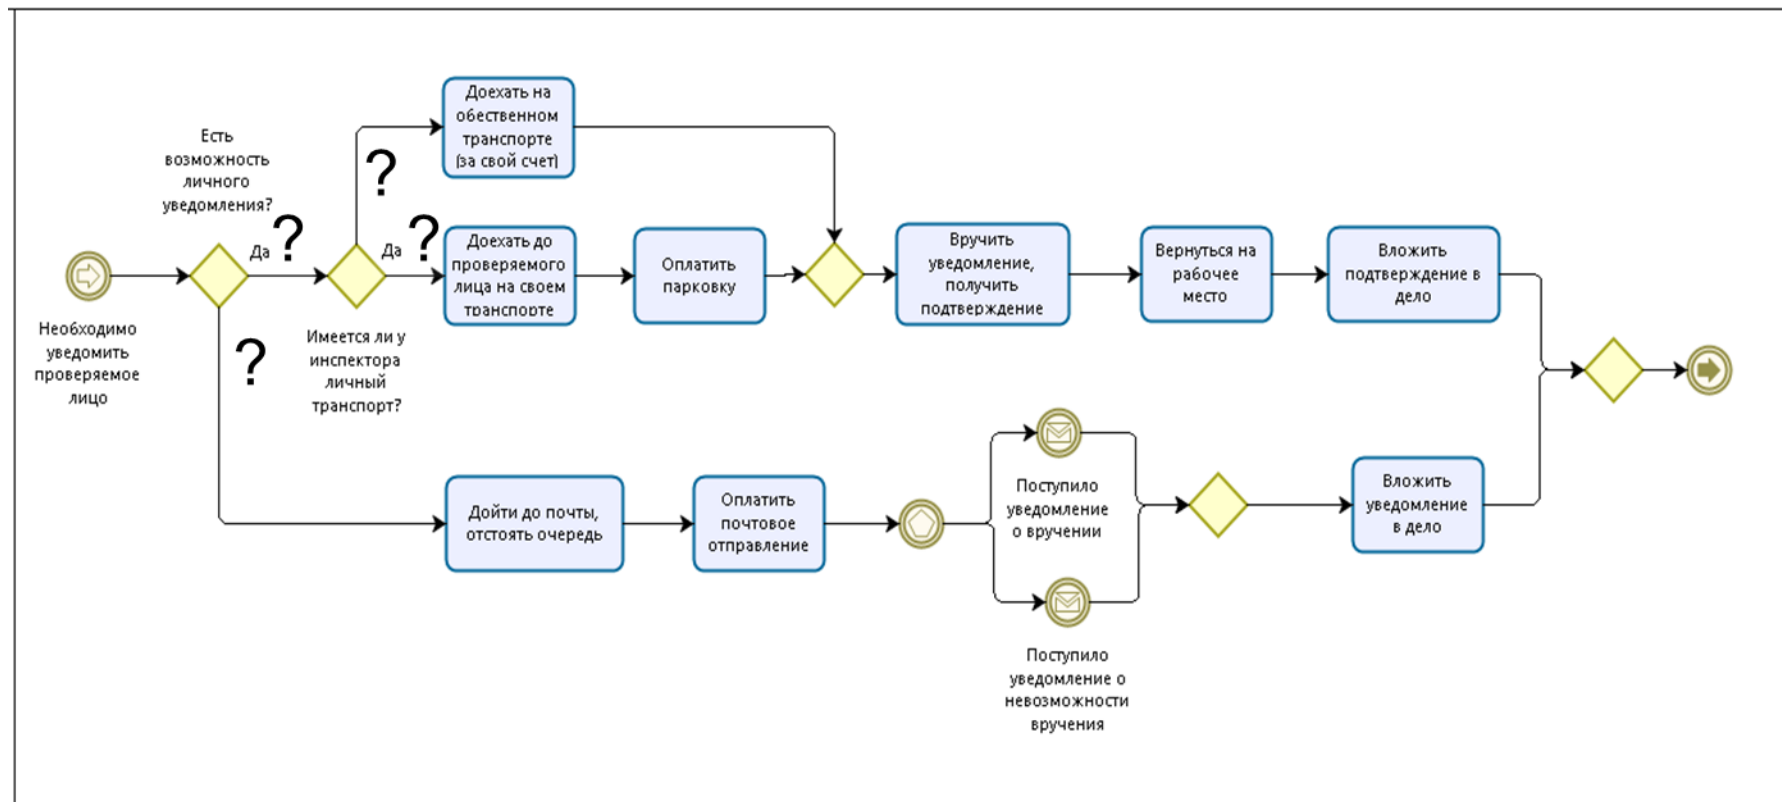 Есть
возможность
личного
уведомления?
Доехать на
обественном
транспорте
(за свой счет)
?
Да
?
Да
?
Доехать до
проверяемого
лица на своем
транспорте
Оплатить
парковку
Вручить
уведомление,
получить
подтверждение
Вернуться на
рабочее
место
Вложить
подтверждение в
дело
Необходимо
уведомить
проверяемое
лицо
?
Имеется ли у
инспектора
личный
транспорт?
Дойти до почты,
отстоять очередь
Оплатить
почтовое
отправление
Поступило
уведомление
о вручении
Поступило
уведомление о
невозможности
вручения
Вложить
уведомление
в дело